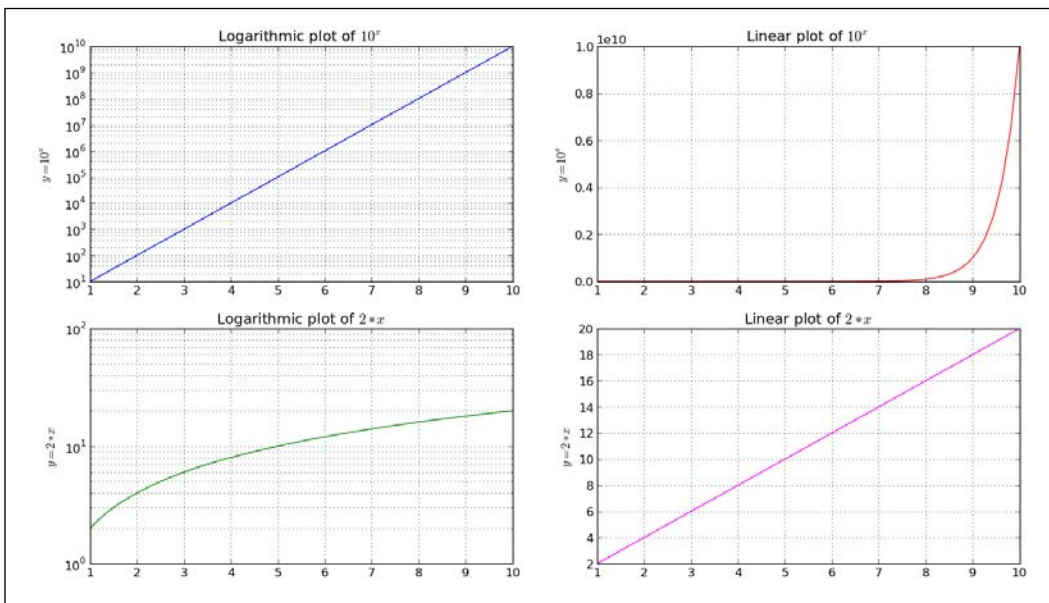 Logarithmic plot of 10^x
10^10
10^9
10^8
10^7
10^6
10^5
10^4
10^3
10^2
10^1
y = 10^x
1 2 3 4 5 6 7 8 9 10
Linear plot of 10^x
1e10
1.0
0.8
0.6
0.4
0.2
0.0
y = 10^x
1 2 3 4 5 6 7 8 9 10
Logarithmic plot of 2 * x
10^2
10^1
10^0
y = 2 * x
1 2 3 4 5 6 7 8 9 10
Linear plot of 2 * x
20
18
16
14
12
10
8
6
4
2
y = 2 * x
1 2 3 4 5 6 7 8 9 10